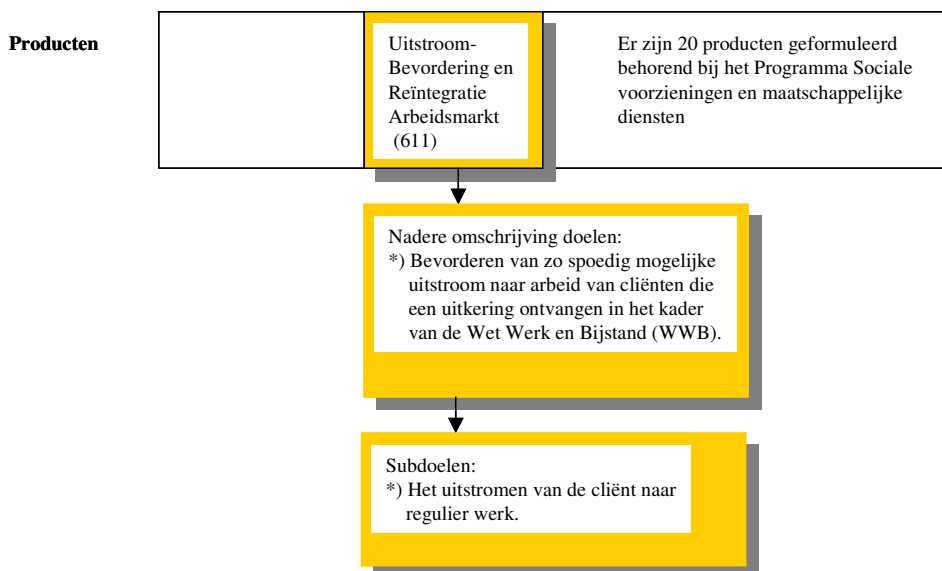 Producten
Uitstroom-
Bevordering en
Reïntegratie
Arbeidsmarkt
(611)
Er zijn 20 producten geformuleerd
behorend bij het Programma Sociale
voorzieningen en maatschappelijke
diensten
Nadere omschrijving doelen:
*) Bevorderen van zo spoedig mogelijke
uitstroom naar arbeid van cliënten die
een uitkering ontvangen in het kader
van de Wet Werk en Bijstand (WWB).
Subdoelen:
*) Het uitstromen van de cliënt naar
regulier werk.